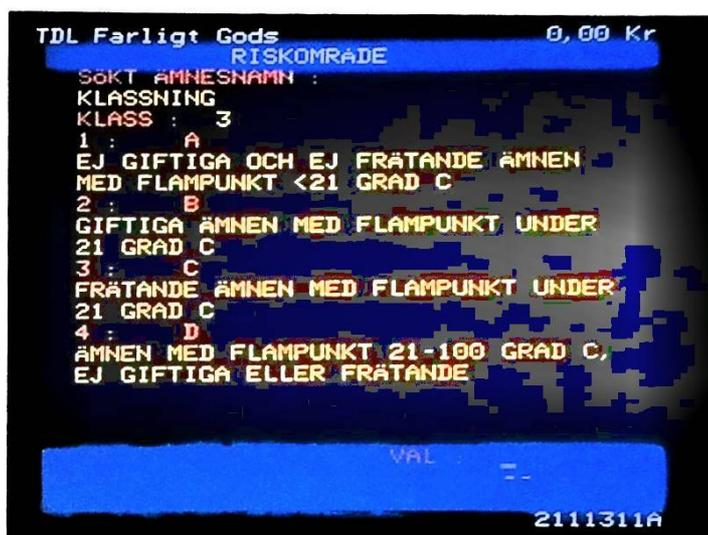 TDL Farligt Gods 0,00 Kr
RISKOMRÅDE
SÖKT ÄMNESNAMN :
KLASSNING
KLASS : 3
1 : A
EJ GIFTIGA OCH EJ FRÄTANDE ÄMNEN
MED FLAMPUNKT <21 GRAD C
2 : B
GIFTIGA ÄMNEN MED FLAMPUNKT UNDER
21 GRAD C
3 : C
FRÄTANDE ÄMNEN MED FLAMPUNKT UNDER
21 GRAD C
4 : D
ÄMNEN MED FLAMPUNKT 21-100 GRAD C,
EJ GIFTIGA ELLER FRÄTANDE
VAL :
2111311A